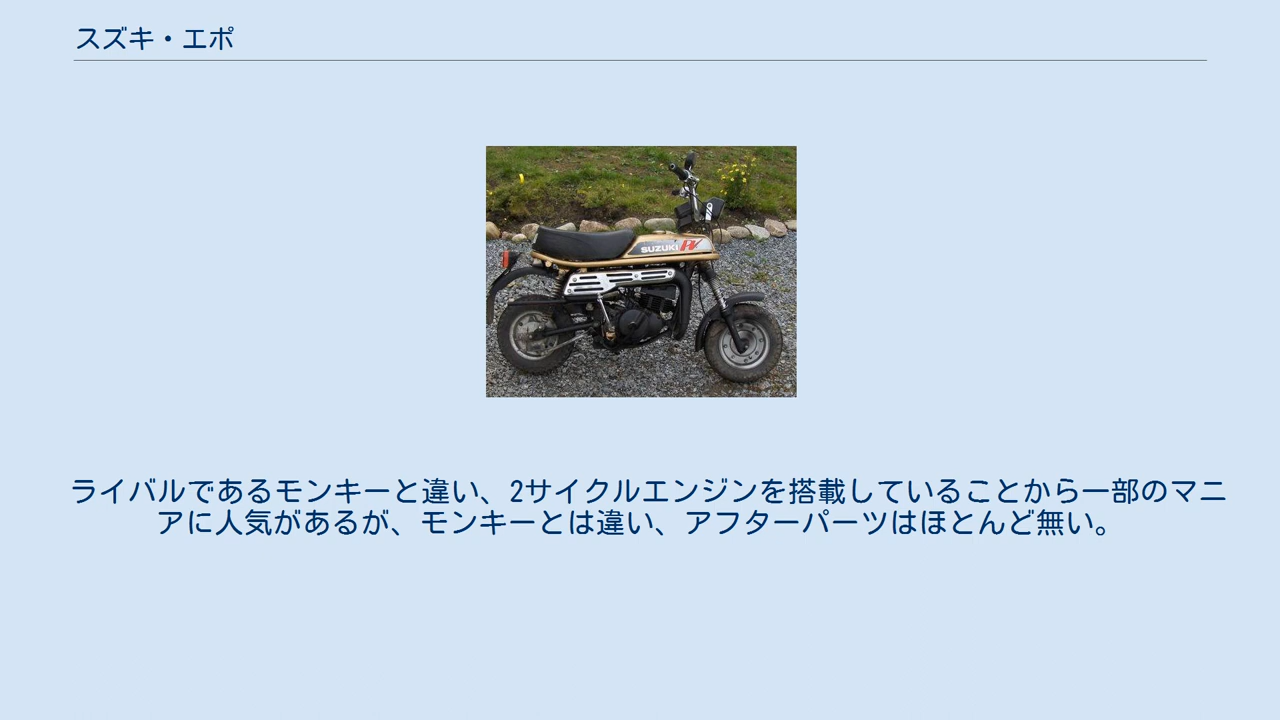 スズキ・エポ
SUZUKI RV
ライバルであるモンキーと違い、2サイクルエンジンを搭載していることから一部のマニ
アに人気があるが、モンキーとは違い、アフターパーツはほとんど無い。